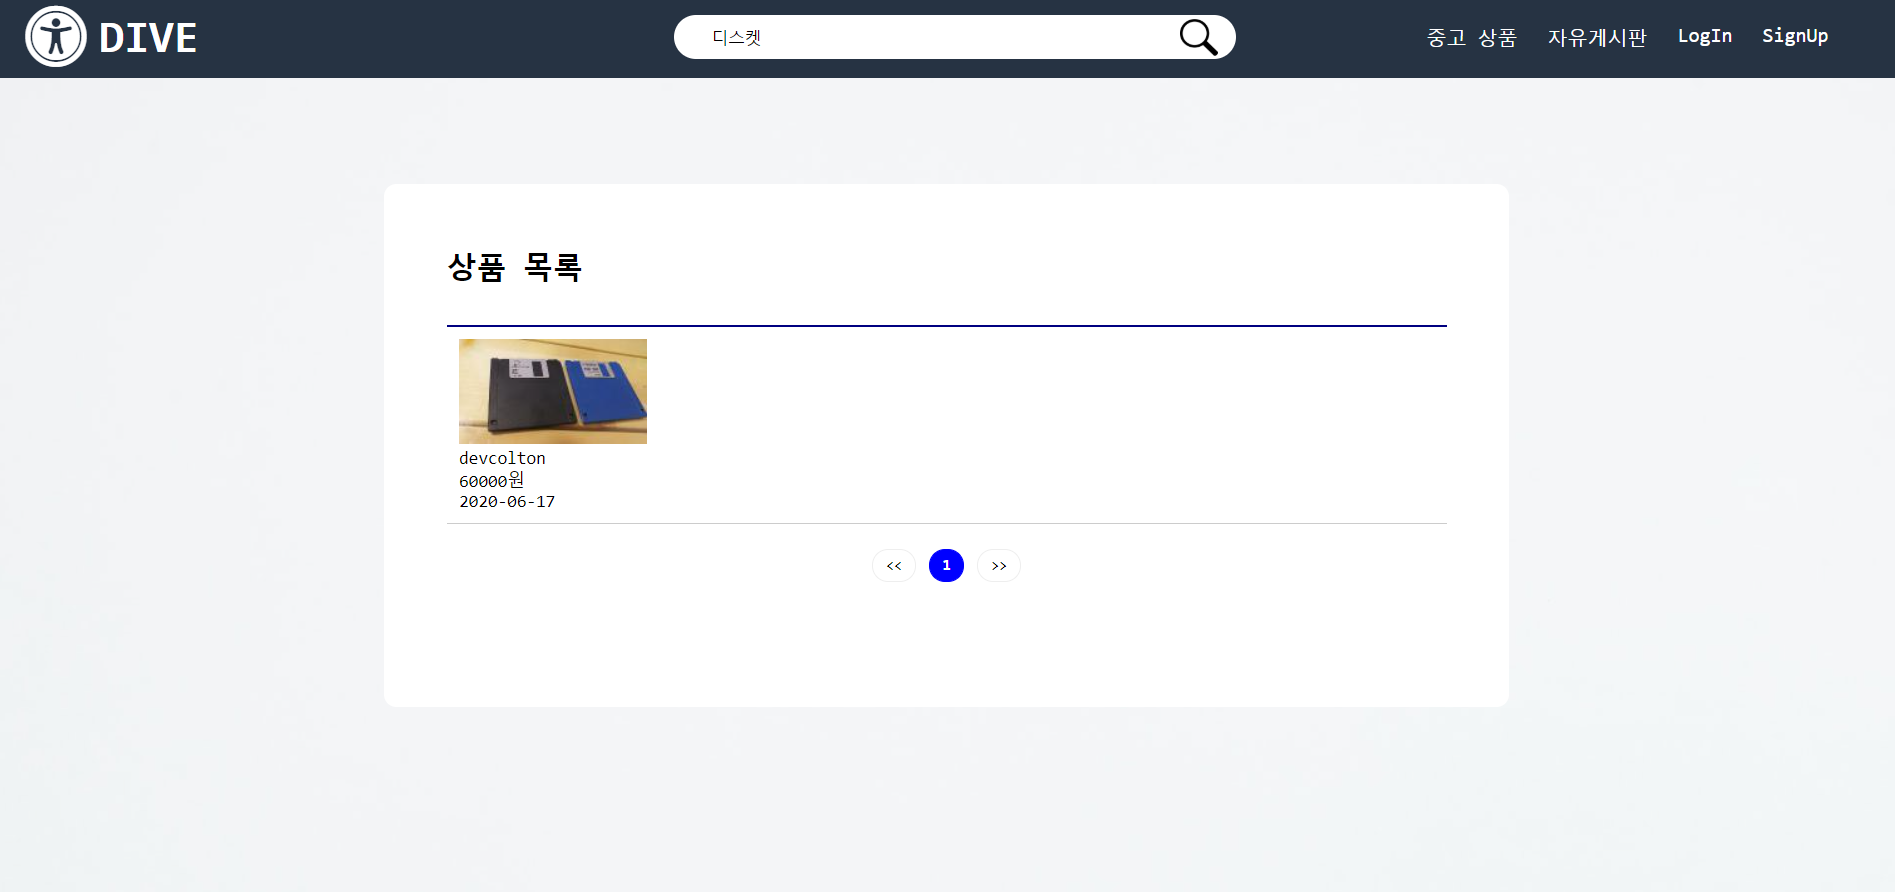 DIVE
디스켓
중고 상품
자유게시판
LogIn
SignUp
상품 목록
devcolton
60000원
2020-06-17
<<
1
>>